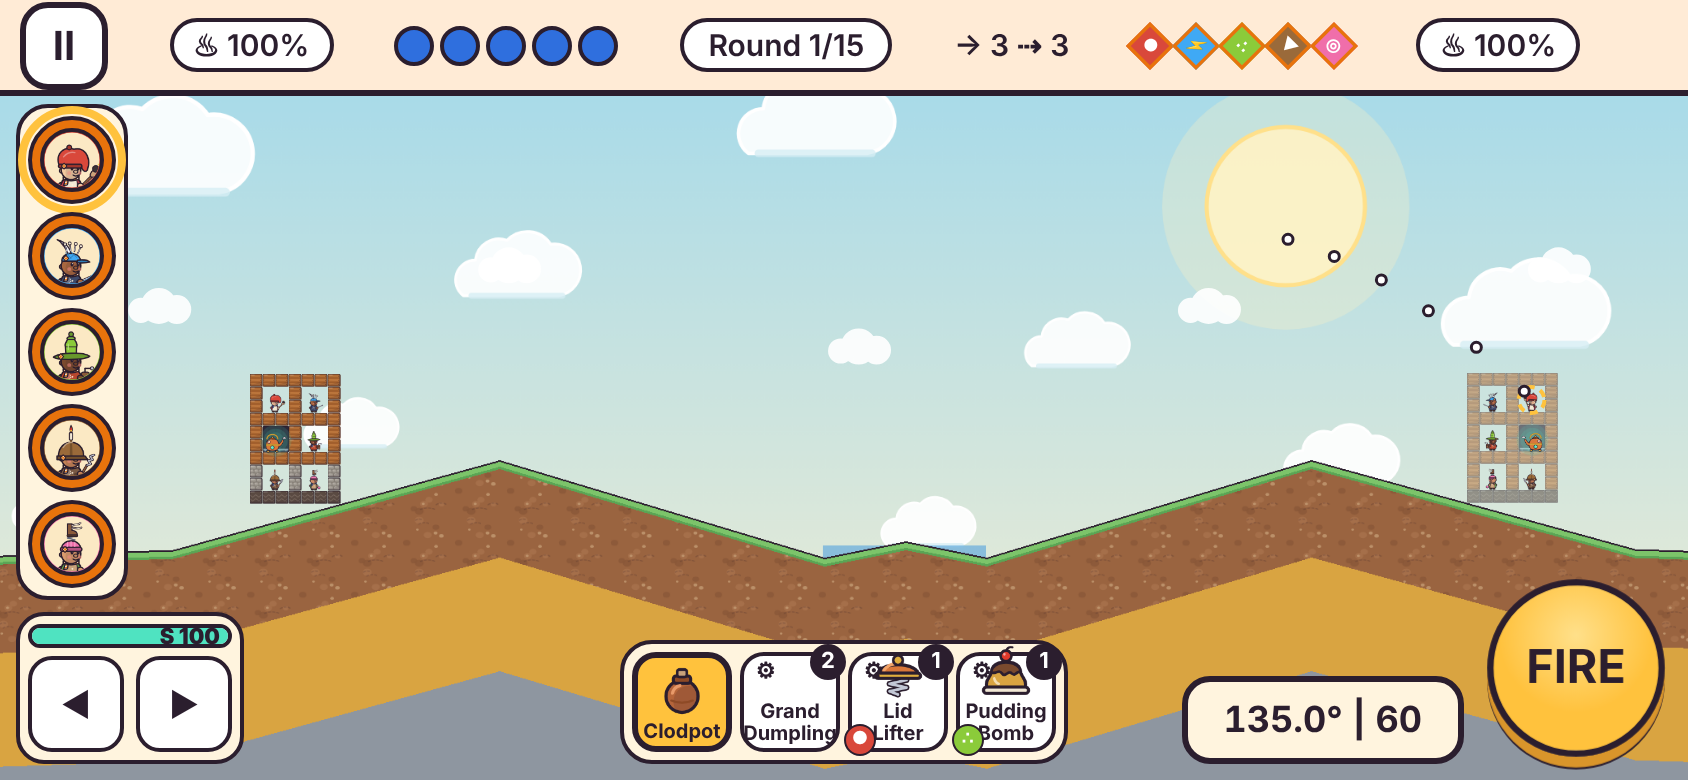 100%
Round 1/15
→ 3 ⇢ 3
100%
S 100
Clodpot
2
Grand
Dumpling
1
Lid
Lifter
1
Pudding
Bomb
135.0° | 60
FIRE